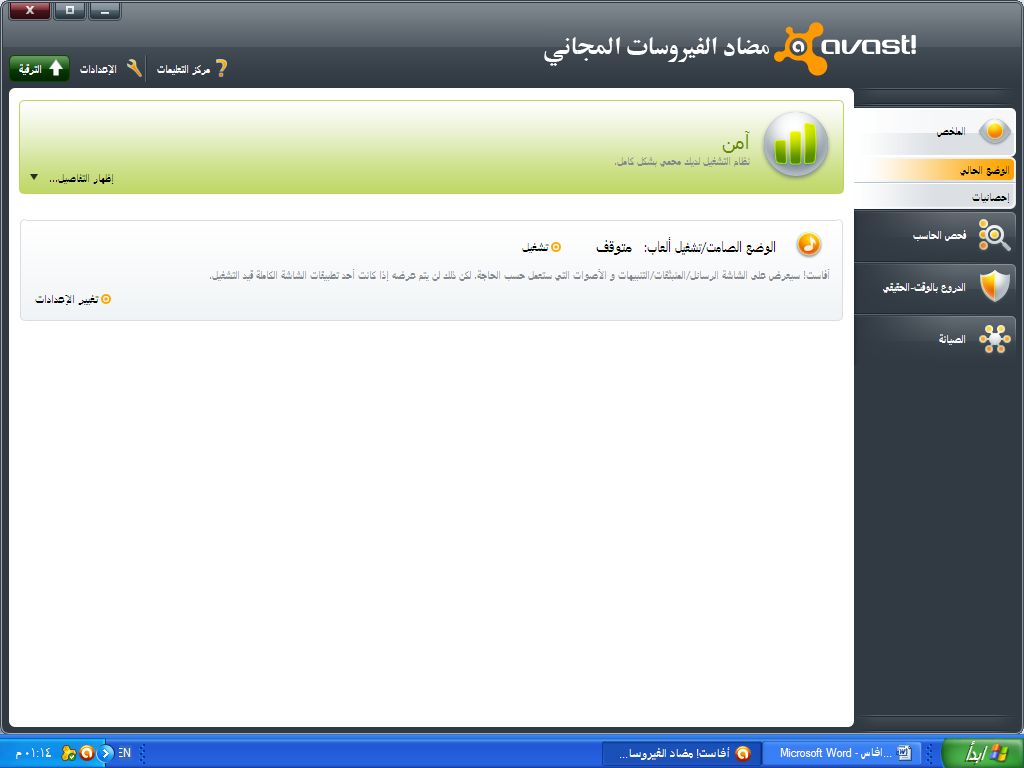 X
avast!
مضاد الفيروسات المجاني
مركز التعليمات
الإعدادات
الترقية
الملخص
الوضع الحالي
إحصائيات
فحص الحاسب
الدروع بالوقت-الحقيقي
الصيانة
آمن
نظام التشغيل لديك محمي بشكل كامل.
إظهار التفاصيل...
الوضع الصامت/تشغيل ألعاب: متوقف تشغيل
أفاست! سيعرض على الشاشة الرسائل/المنبثقات/التنبيهات و الأصوات التي ستعمل حسب الحاجة. لكن ذلك لن يتم عرضه إذا كانت أحد تطبيقات الشاشة الكاملة قيد التشغيل.
تغيير الإعدادات
ابدأ
افاس... - Microsoft Word
أفاست! مضاد الفيروسا...
EN
٠١:١٤ م